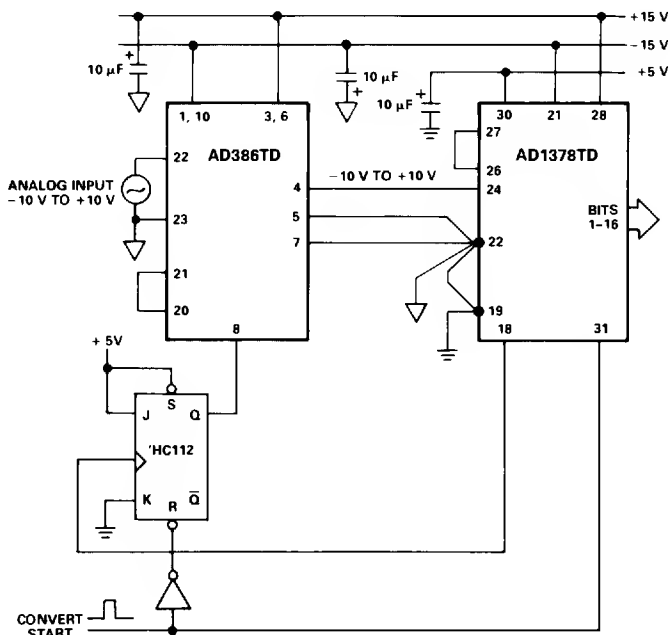 +15 V
−15 V
+5 V
10 µF
+
10 µF
+
10 µF
+
1, 10
3, 6
AD386TD
22
23
21
20
4
5
7
8
ANALOG INPUT
−10 V TO +10 V
−10 V TO +10 V
30
21
28
27
AD1378TD
26
24
22
19
18
31
BITS
1–16
+ 5V
S
J
Q
'HC112
K
R
Q̅
CONVERT
START